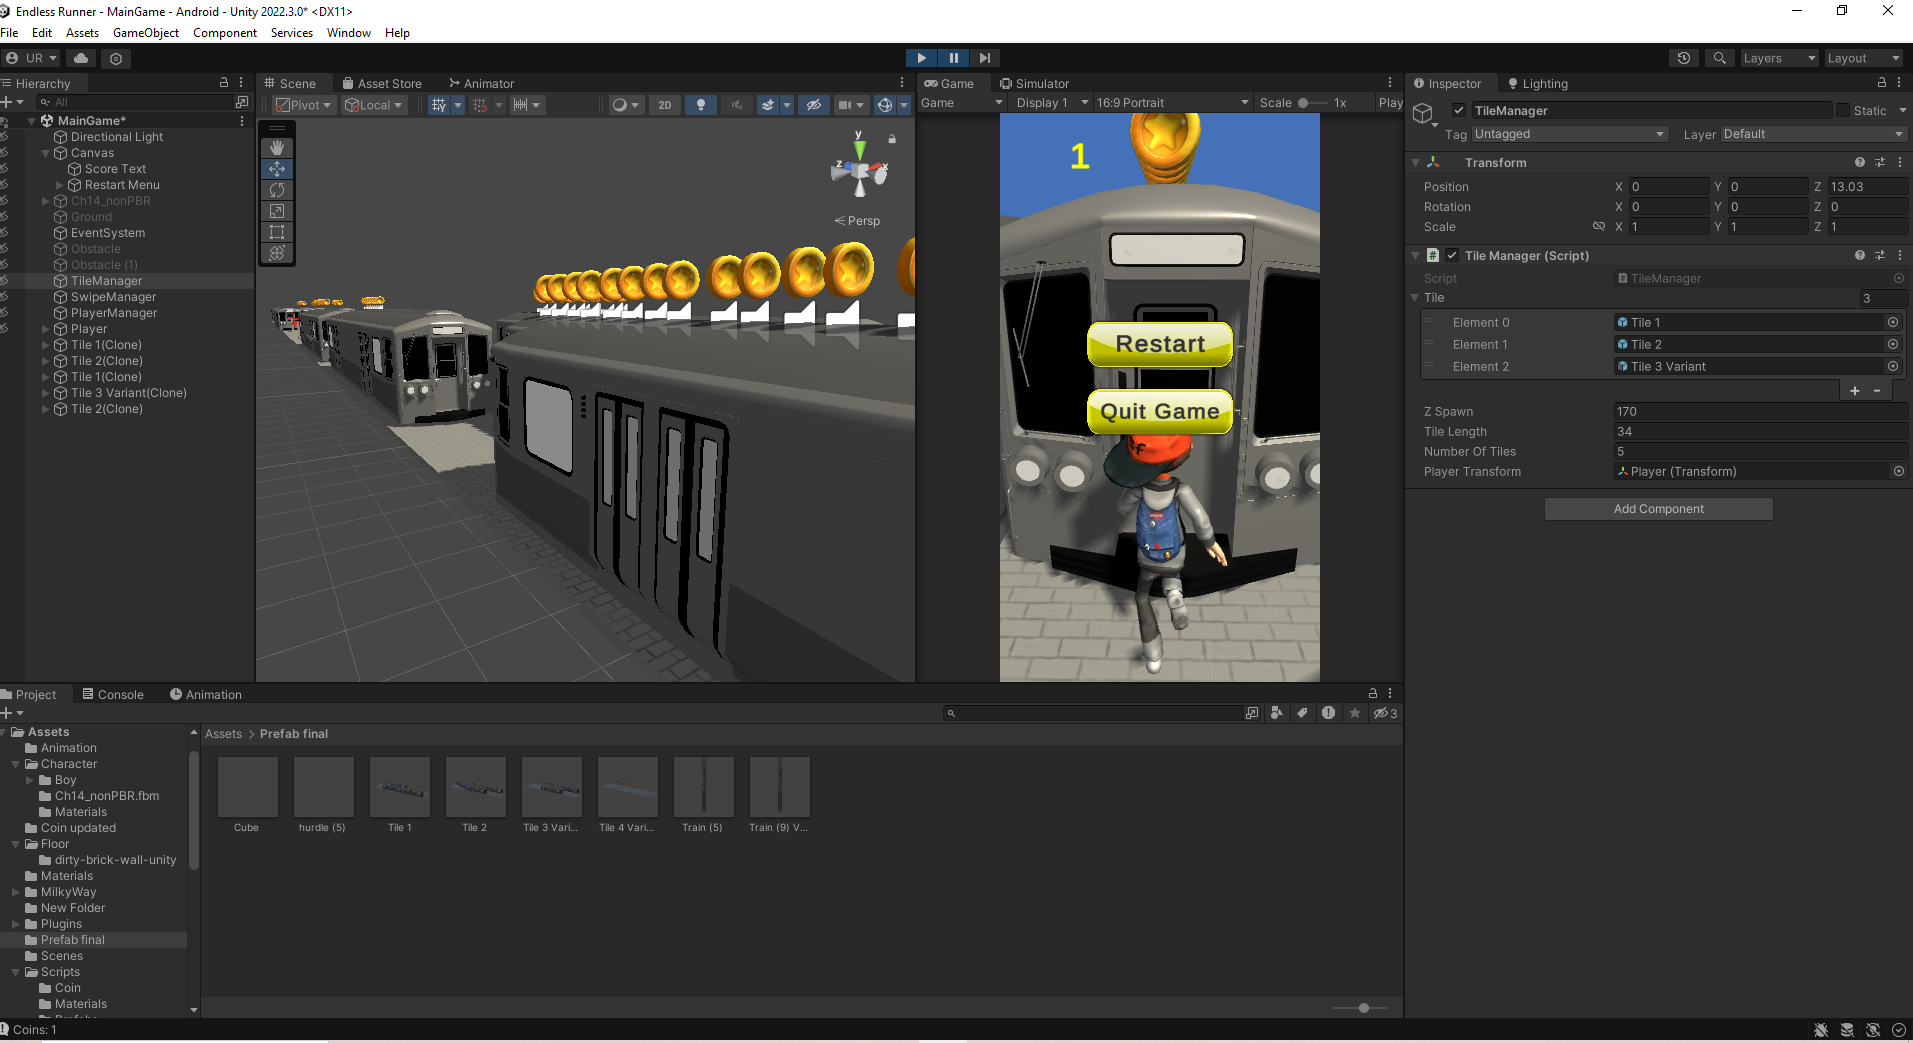 Endless Runner - MainGame - Android - Unity 2022.3.0* <DX11>
File Edit Assets GameObject Component Services Window Help
UR
Layers Layout
Hierarchy
All
MainGame*
Directional Light
Canvas
Score Text
Restart Menu
Ch14_nonPBR
Ground
EventSystem
Obstacle
Obstacle (1)
TileManager
SwipeManager
PlayerManager
Player
Tile 1(Clone)
Tile 2(Clone)
Tile 1(Clone)
Tile 3 Variant(Clone)
Tile 2(Clone)
Scene Asset Store Animator
Pivot Local 2D
y
z x
Persp
Game Simulator
Game Display 1 16:9 Portrait Scale 1x Play
1
Restart
Quit Game
Inspector Lighting
TileManager Static
Tag Untagged Layer Default
Transform
Position X 0 Y 0 Z 13.03
Rotation X 0 Y 0 Z 0
Scale X 1 Y 1 Z 1
Tile Manager (Script)
Script TileManager
Tile 3
Element 0 Tile 1
Element 1 Tile 2
Element 2 Tile 3 Variant
Z Spawn 170
Tile Length 34
Number Of Tiles 5
Player Transform Player (Transform)
Add Component
Project Console Animation
3
Assets
Animation
Character
Boy
Ch14_nonPBR.fbm
Materials
Coin updated
Floor
dirty-brick-wall-unity
Materials
MilkyWay
New Folder
Plugins
Prefab final
Scenes
Scripts
Coin
Materials
Assets > Prefab final
Cube hurdle (5) Tile 1 Tile 2 Tile 3 Vari... Tile 4 Vari... Train (5) Train (9) V...
Coins: 1